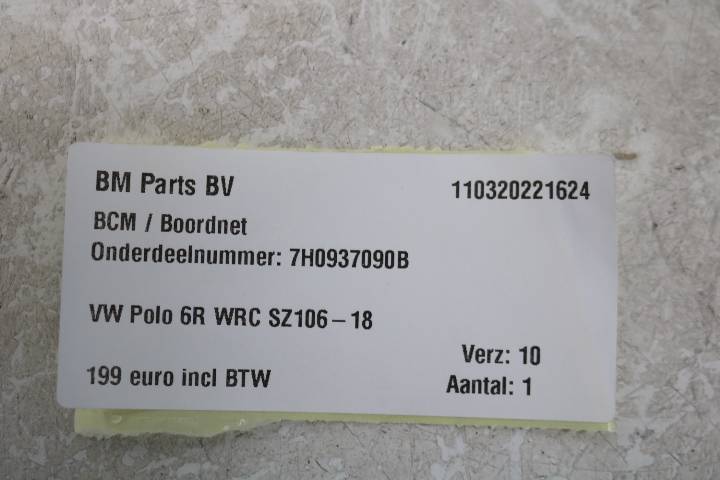 BM Parts BV 110320221624
BCM / Boordnet
Onderdeelnummer: 7H0937090B
VW Polo 6R WRC SZ106-18
Verz: 10
199 euro incl BTW Aantal: 1